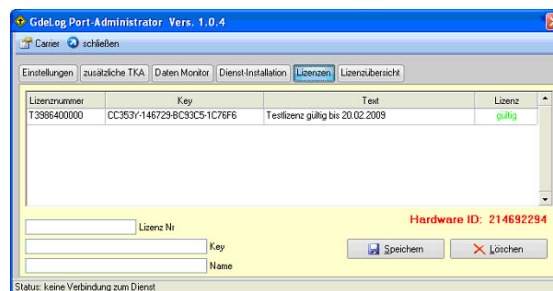 GdeLog Port-Administrator Vers. 1.0.4
Carrier schließen
Einstellungen zusätzliche TKA Daten Monitor Dienst-Installation Lizenzen Lizenzübersicht
Lizenznummer Key Text Lizenz
T3986400000 CC353Y-146729-BC93C5-1C76F6 Testlizenz gültig bis 20.02.2009 gültig
Lizenz Nr
Hardware ID: 214692294
Key
Speichern Löschen
Name
Status: keine Verbindung zum Dienst